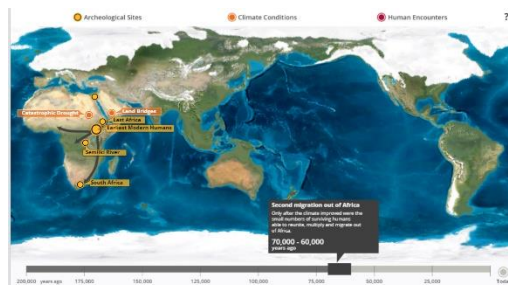 Archeological Sites
Climate Conditions
Human Encounters
?
Catastrophic Drought
Land Bridges
East Africa
Earliest Modern Humans
Semliki River
South Africa
Second migration out of Africa
Only after the climate improved were the
small numbers of surviving humans
able to reunite, multiply and migrate out
of Africa.
70,000 - 60,000
years ago
200,000 years ago
175,000
150,000
125,000
100,000
75,000
50,000
25,000
Today